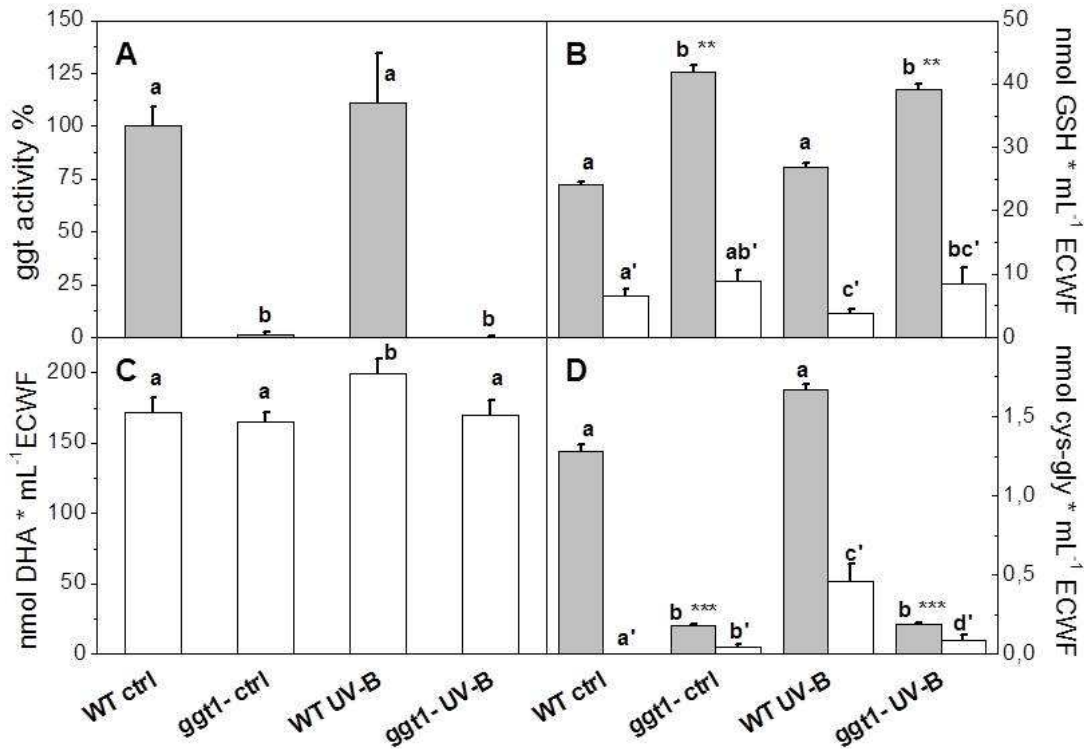 ggt activity %
150
125
100
75
50
25
0
A
a
b
a
b
B
a
a'
b **
ab'
a
c'
b **
bc'
50
40
30
20
10
0
nmol GSH * mL⁻¹ ECWF
nmol DHA * mL⁻¹ECWF
200
150
100
50
0
C
a
a
b
a
D
a
a'
b ***
b'
a
c'
b ***
d'
1,5
1,0
0,5
0,0
nmol cys-gly * mL⁻¹ ECWF
WT ctrl
ggt1- ctrl
WT UV-B
ggt1- UV-B
WT ctrl
ggt1- ctrl
WT UV-B
ggt1- UV-B